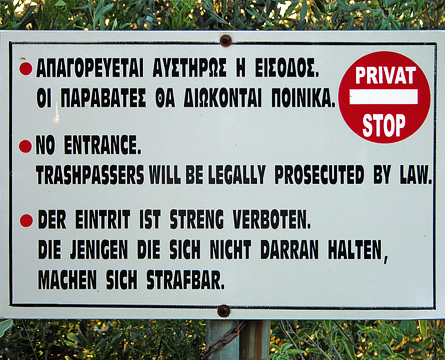 ΑΠΑΓΟΡΕΥΕΤΑΙ ΑΥΣΤΗΡΩΣ Η ΕΙΣΟΔΟΣ.
ΟΙ ΠΑΡΑΒΑΤΕΣ ΘΑ ΔΙΩΚΟΝΤΑΙ ΠΟΙΝΙΚΑ.
PRIVAT
STOP
NO ENTRANCE.
TRASHPASSERS WILL BE LEGALLY PROSECUTED BY LAW.
DER EINTRIT IST STRENG VERBOTEN.
DIE JENIGEN DIE SICH NICHT DARRAN HALTEN,
MACHEN SICH STRAFBAR.